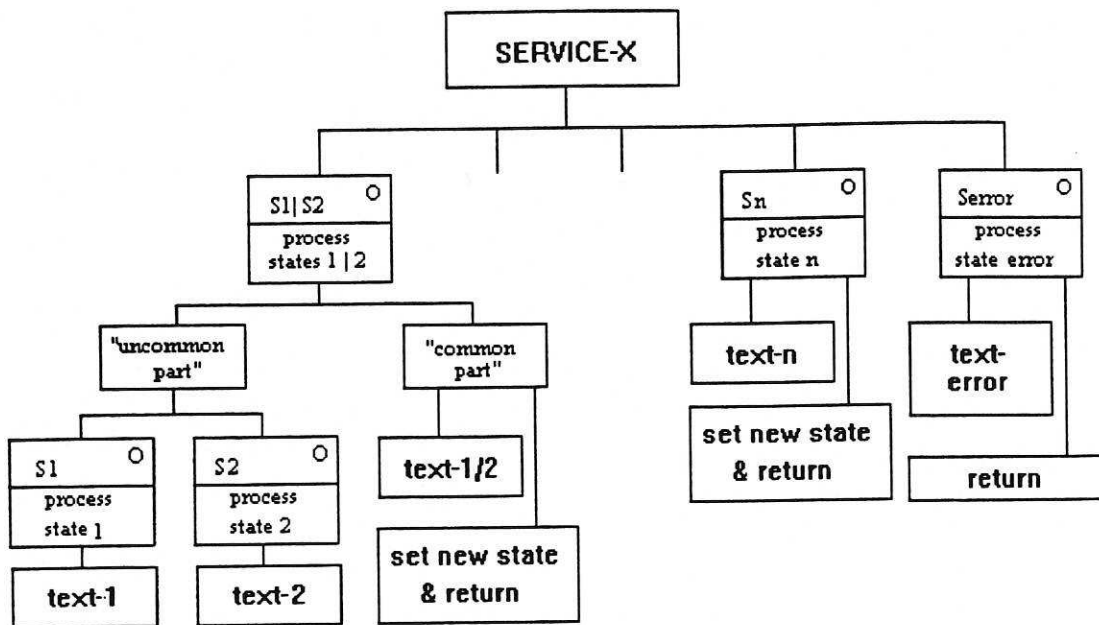 SERVICE-X
S1|S2 O
process
states 1|2
Sn O
process
state n
Serror O
process
state error
"uncommon
part"
"common
part"
text-n
text-
error
S1 O
process
state 1
S2 O
process
state 2
text-1/2
set new state
& return
return
text-1
text-2
set new state
& return